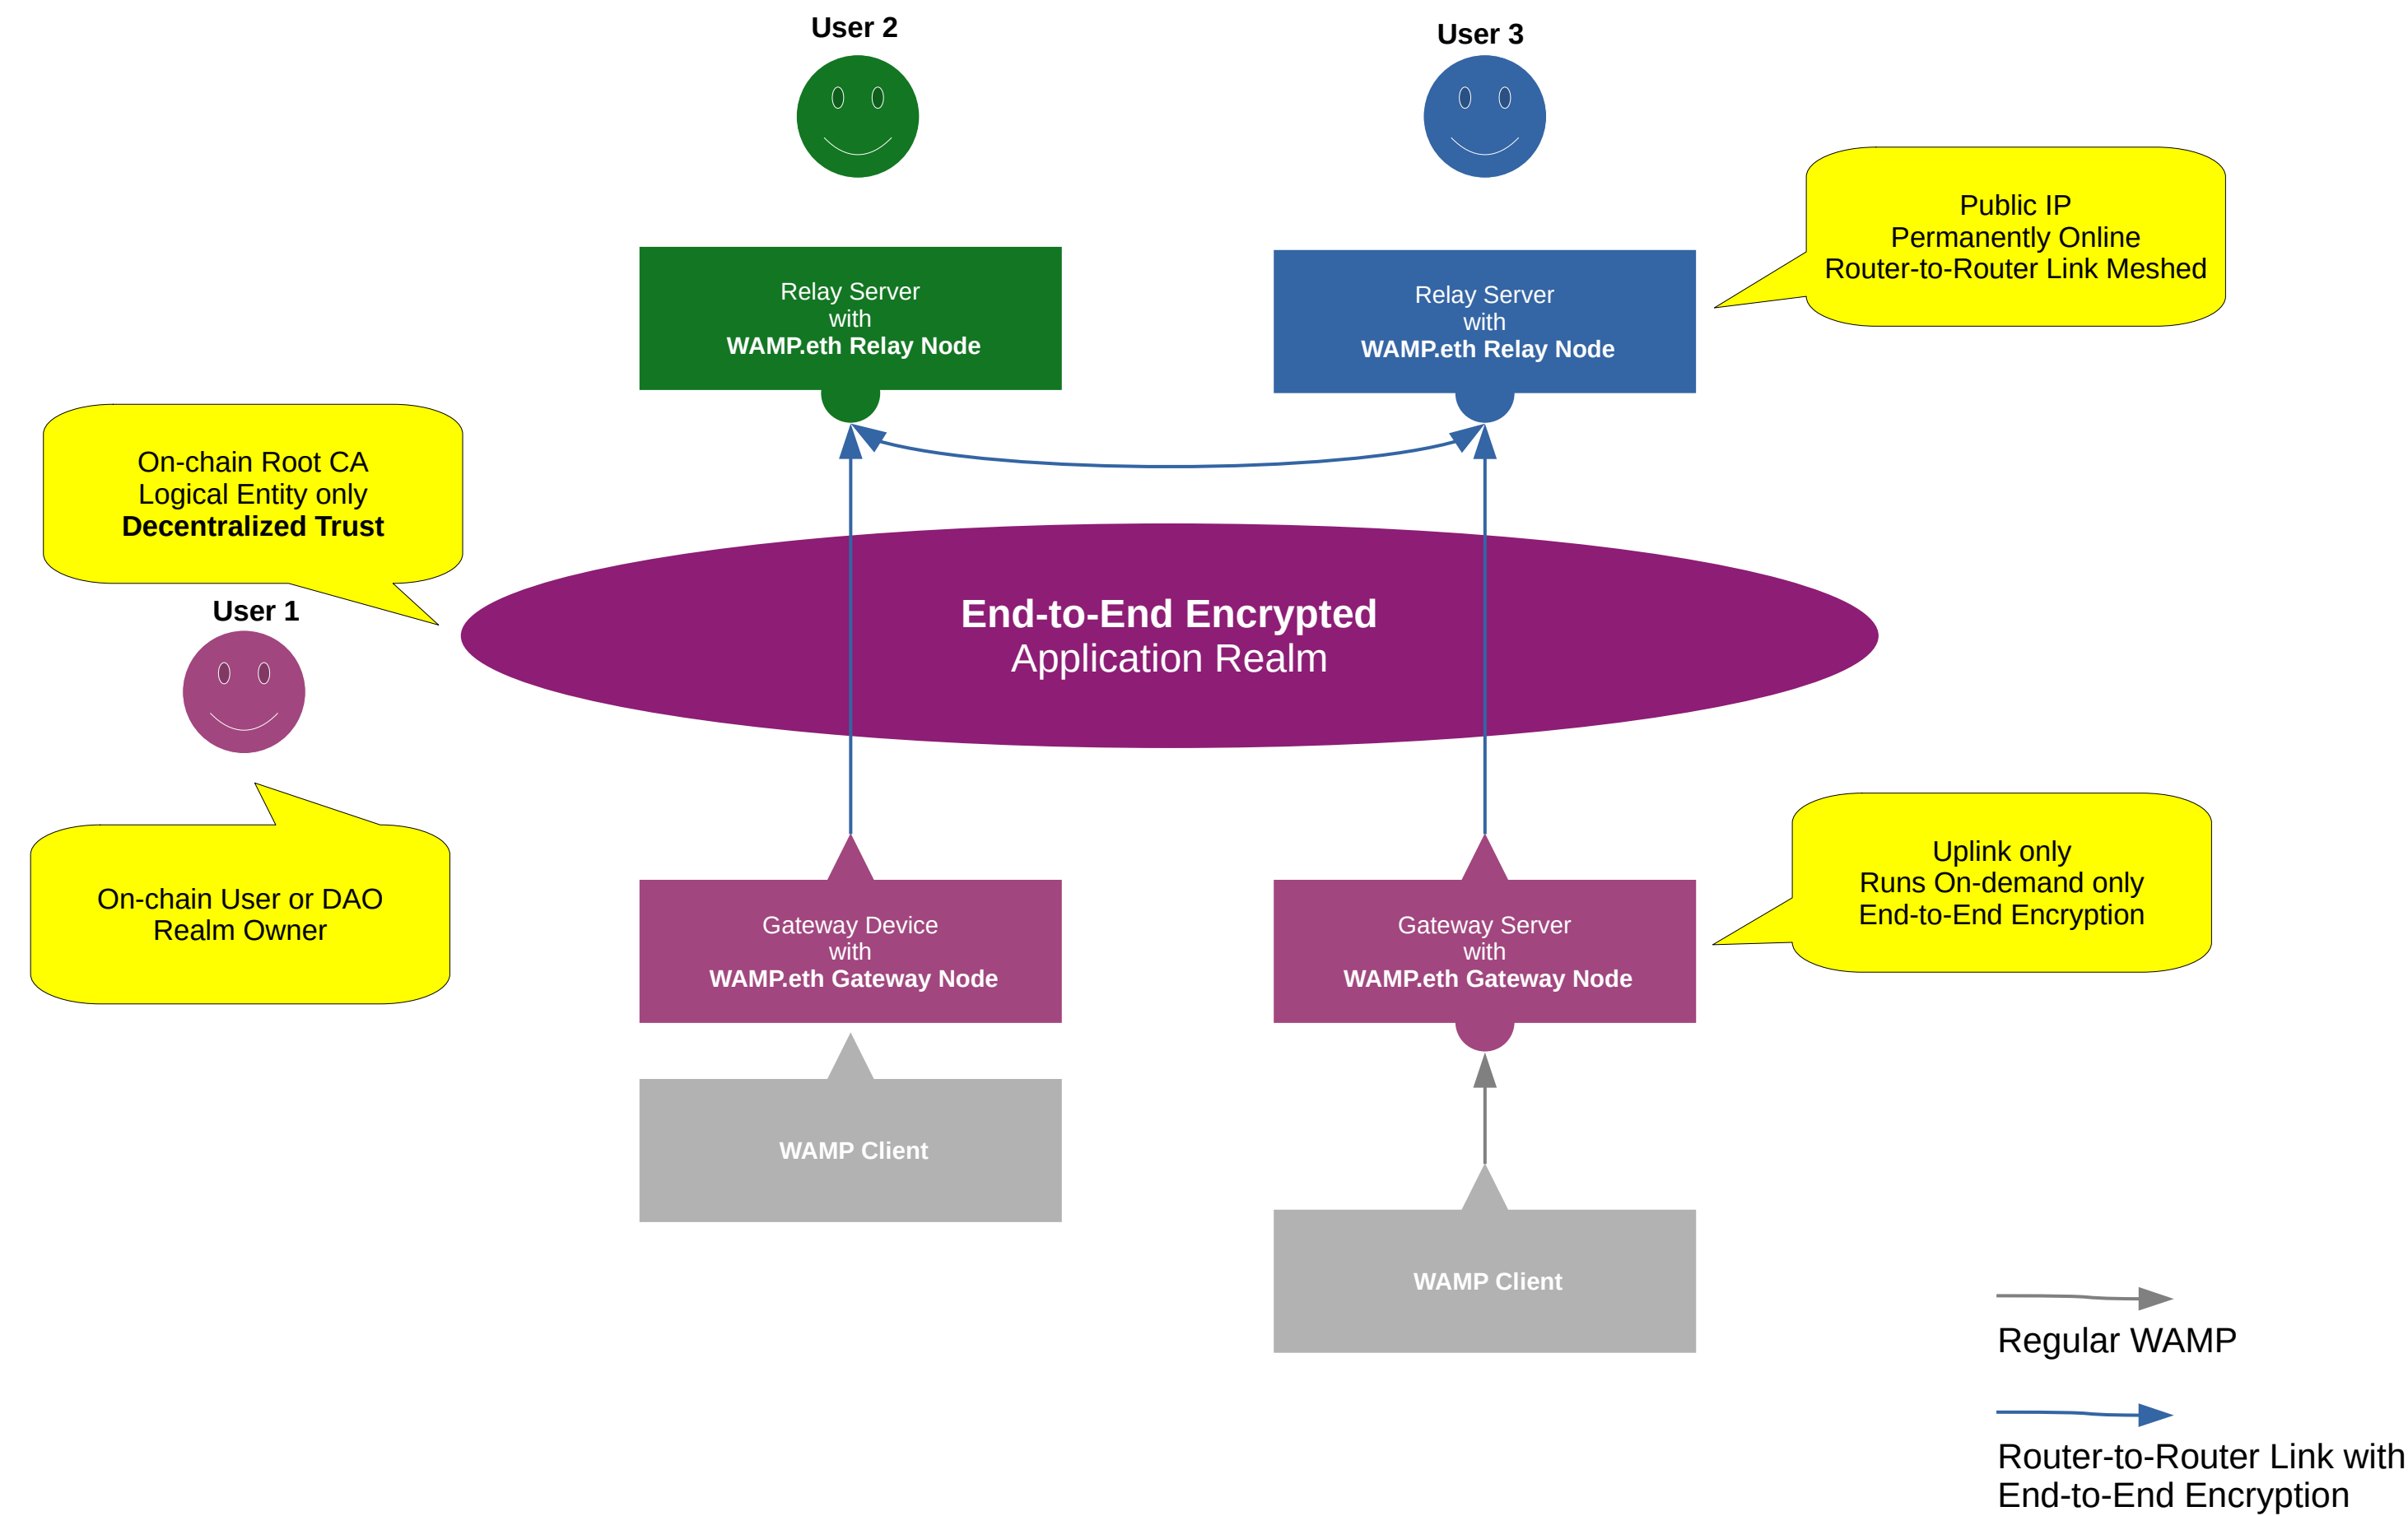 User 2
User 3
Public IP
Permanently Online
Router-to-Router Link Meshed
Relay Server
with
WAMP.eth Relay Node
Relay Server
with
WAMP.eth Relay Node
On-chain Root CA
Logical Entity only
Decentralized Trust
User 1
End-to-End Encrypted
Application Realm
On-chain User or DAO
Realm Owner
Gateway Device
with
WAMP.eth Gateway Node
Gateway Server
with
WAMP.eth Gateway Node
Uplink only
Runs On-demand only
End-to-End Encryption
WAMP Client
WAMP Client
Regular WAMP
Router-to-Router Link with
End-to-End Encryption